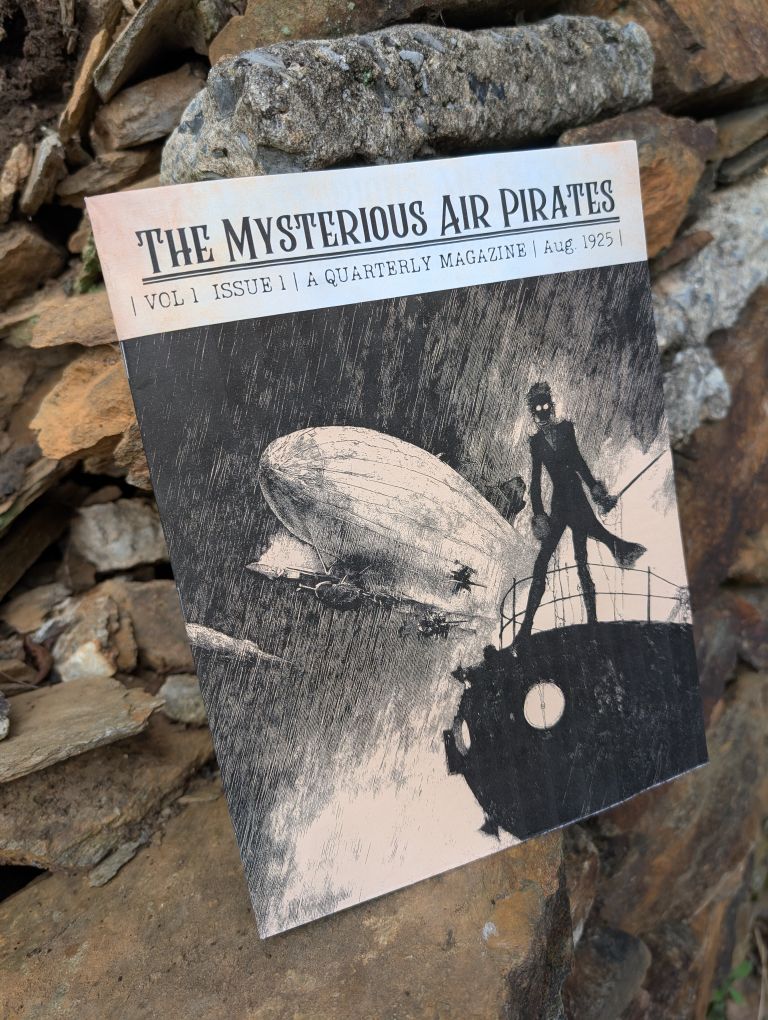 The Mysterious Air Pirates
| VOL 1 ISSUE 1 | A QUARTERLY MAGAZINE | Aug. 1925 |